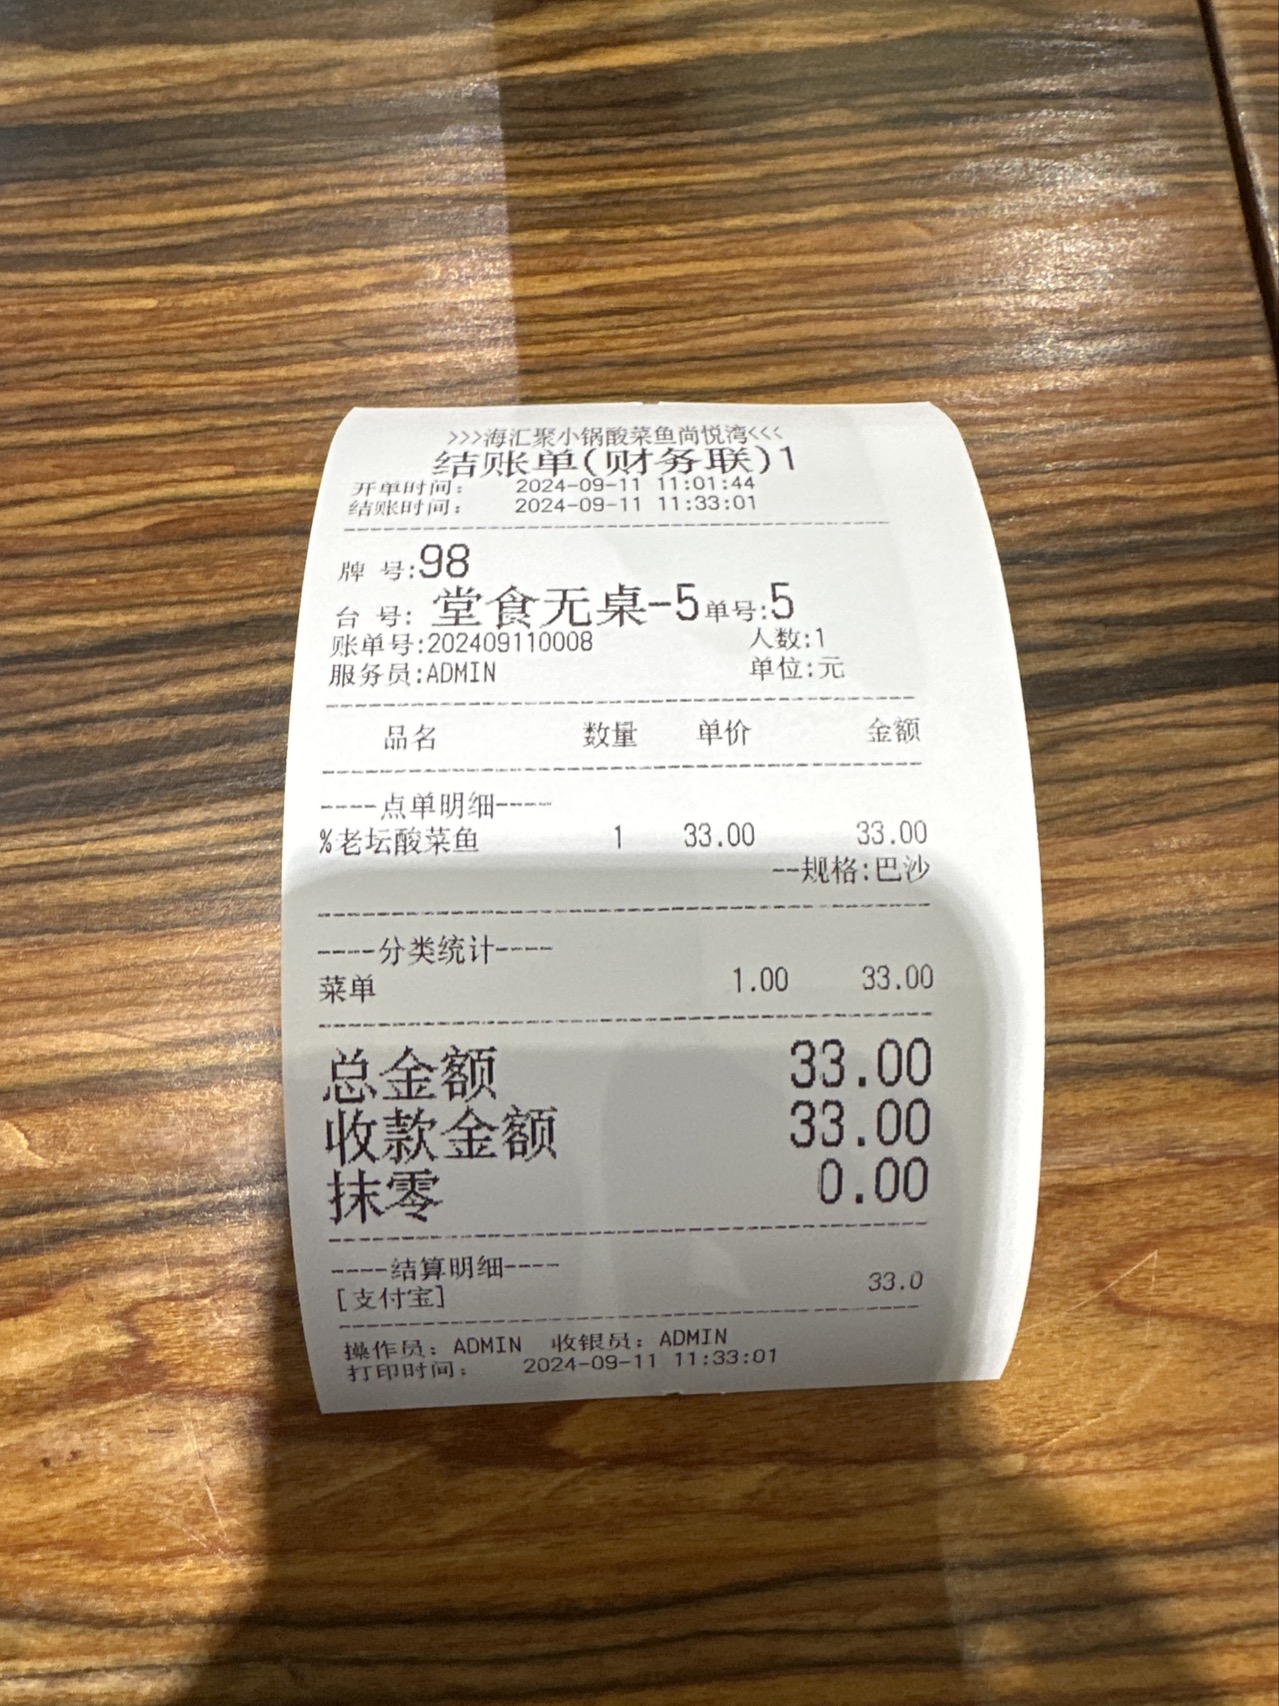 >>>海汇聚小锅酸菜鱼尚悦湾<<<
结账单(财务联)1
开单时间: 2024-09-11 11:01:44
结账时间: 2024-09-11 11:33:01
牌 号:98
台 号: 堂食无桌-5单号:5
账单号:202409110008 人数:1
服务员:ADMIN 单位:元
品名 数量 单价 金额
----点单明细----
%老坛酸菜鱼 1 33.00 33.00
--规格:巴沙
----分类统计----
菜单 1.00 33.00
总金额 33.00
收款金额 33.00
抹零 0.00
----结算明细----
[支付宝] 33.0
操作员: ADMIN 收银员: ADMIN
打印时间: 2024-09-11 11:33:01